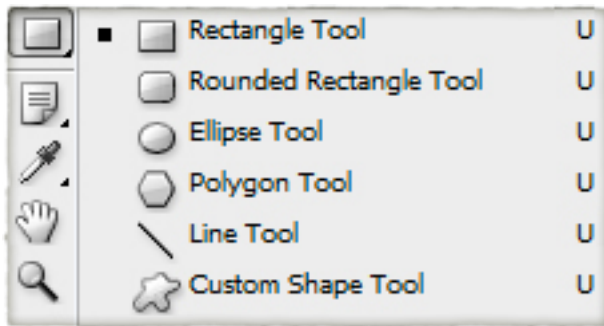 Rectangle Tool U
Rounded Rectangle Tool U
Ellipse Tool U
Polygon Tool U
Line Tool U
Custom Shape Tool U